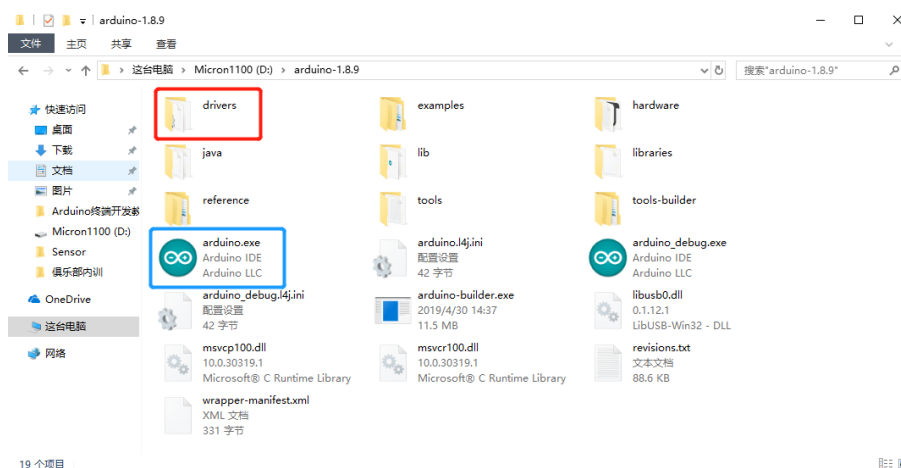 arduino-1.8.9
文件 主页 共享 查看
这台电脑 > Micron1100 (D:) > arduino-1.8.9
搜索"arduino-1.8.9"
快速访问
桌面
下载
文档
图片
Arduino终端开发教
Micron1100 (D:)
Sensor
俱乐部内训
OneDrive
这台电脑
网络
drivers
examples
hardware
java
lib
libraries
reference
tools
tools-builder
arduino.exe
Arduino IDE
Arduino LLC
arduino.l4j.ini
配置设置
42 字节
arduino_debug.exe
Arduino IDE
Arduino LLC
arduino_debug.l4j.ini
配置设置
42 字节
arduino-builder.exe
2019/4/30 14:37
11.5 MB
libusb0.dll
0.1.12.1
LibUSB-Win32 - DLL
msvcp100.dll
10.0.30319.1
Microsoft® C Runtime Library
msvcr100.dll
10.0.30319.1
Microsoft® C Runtime Library
revisions.txt
文本文档
88.6 KB
wrapper-manifest.xml
XML 文档
331 字节
19 个项目